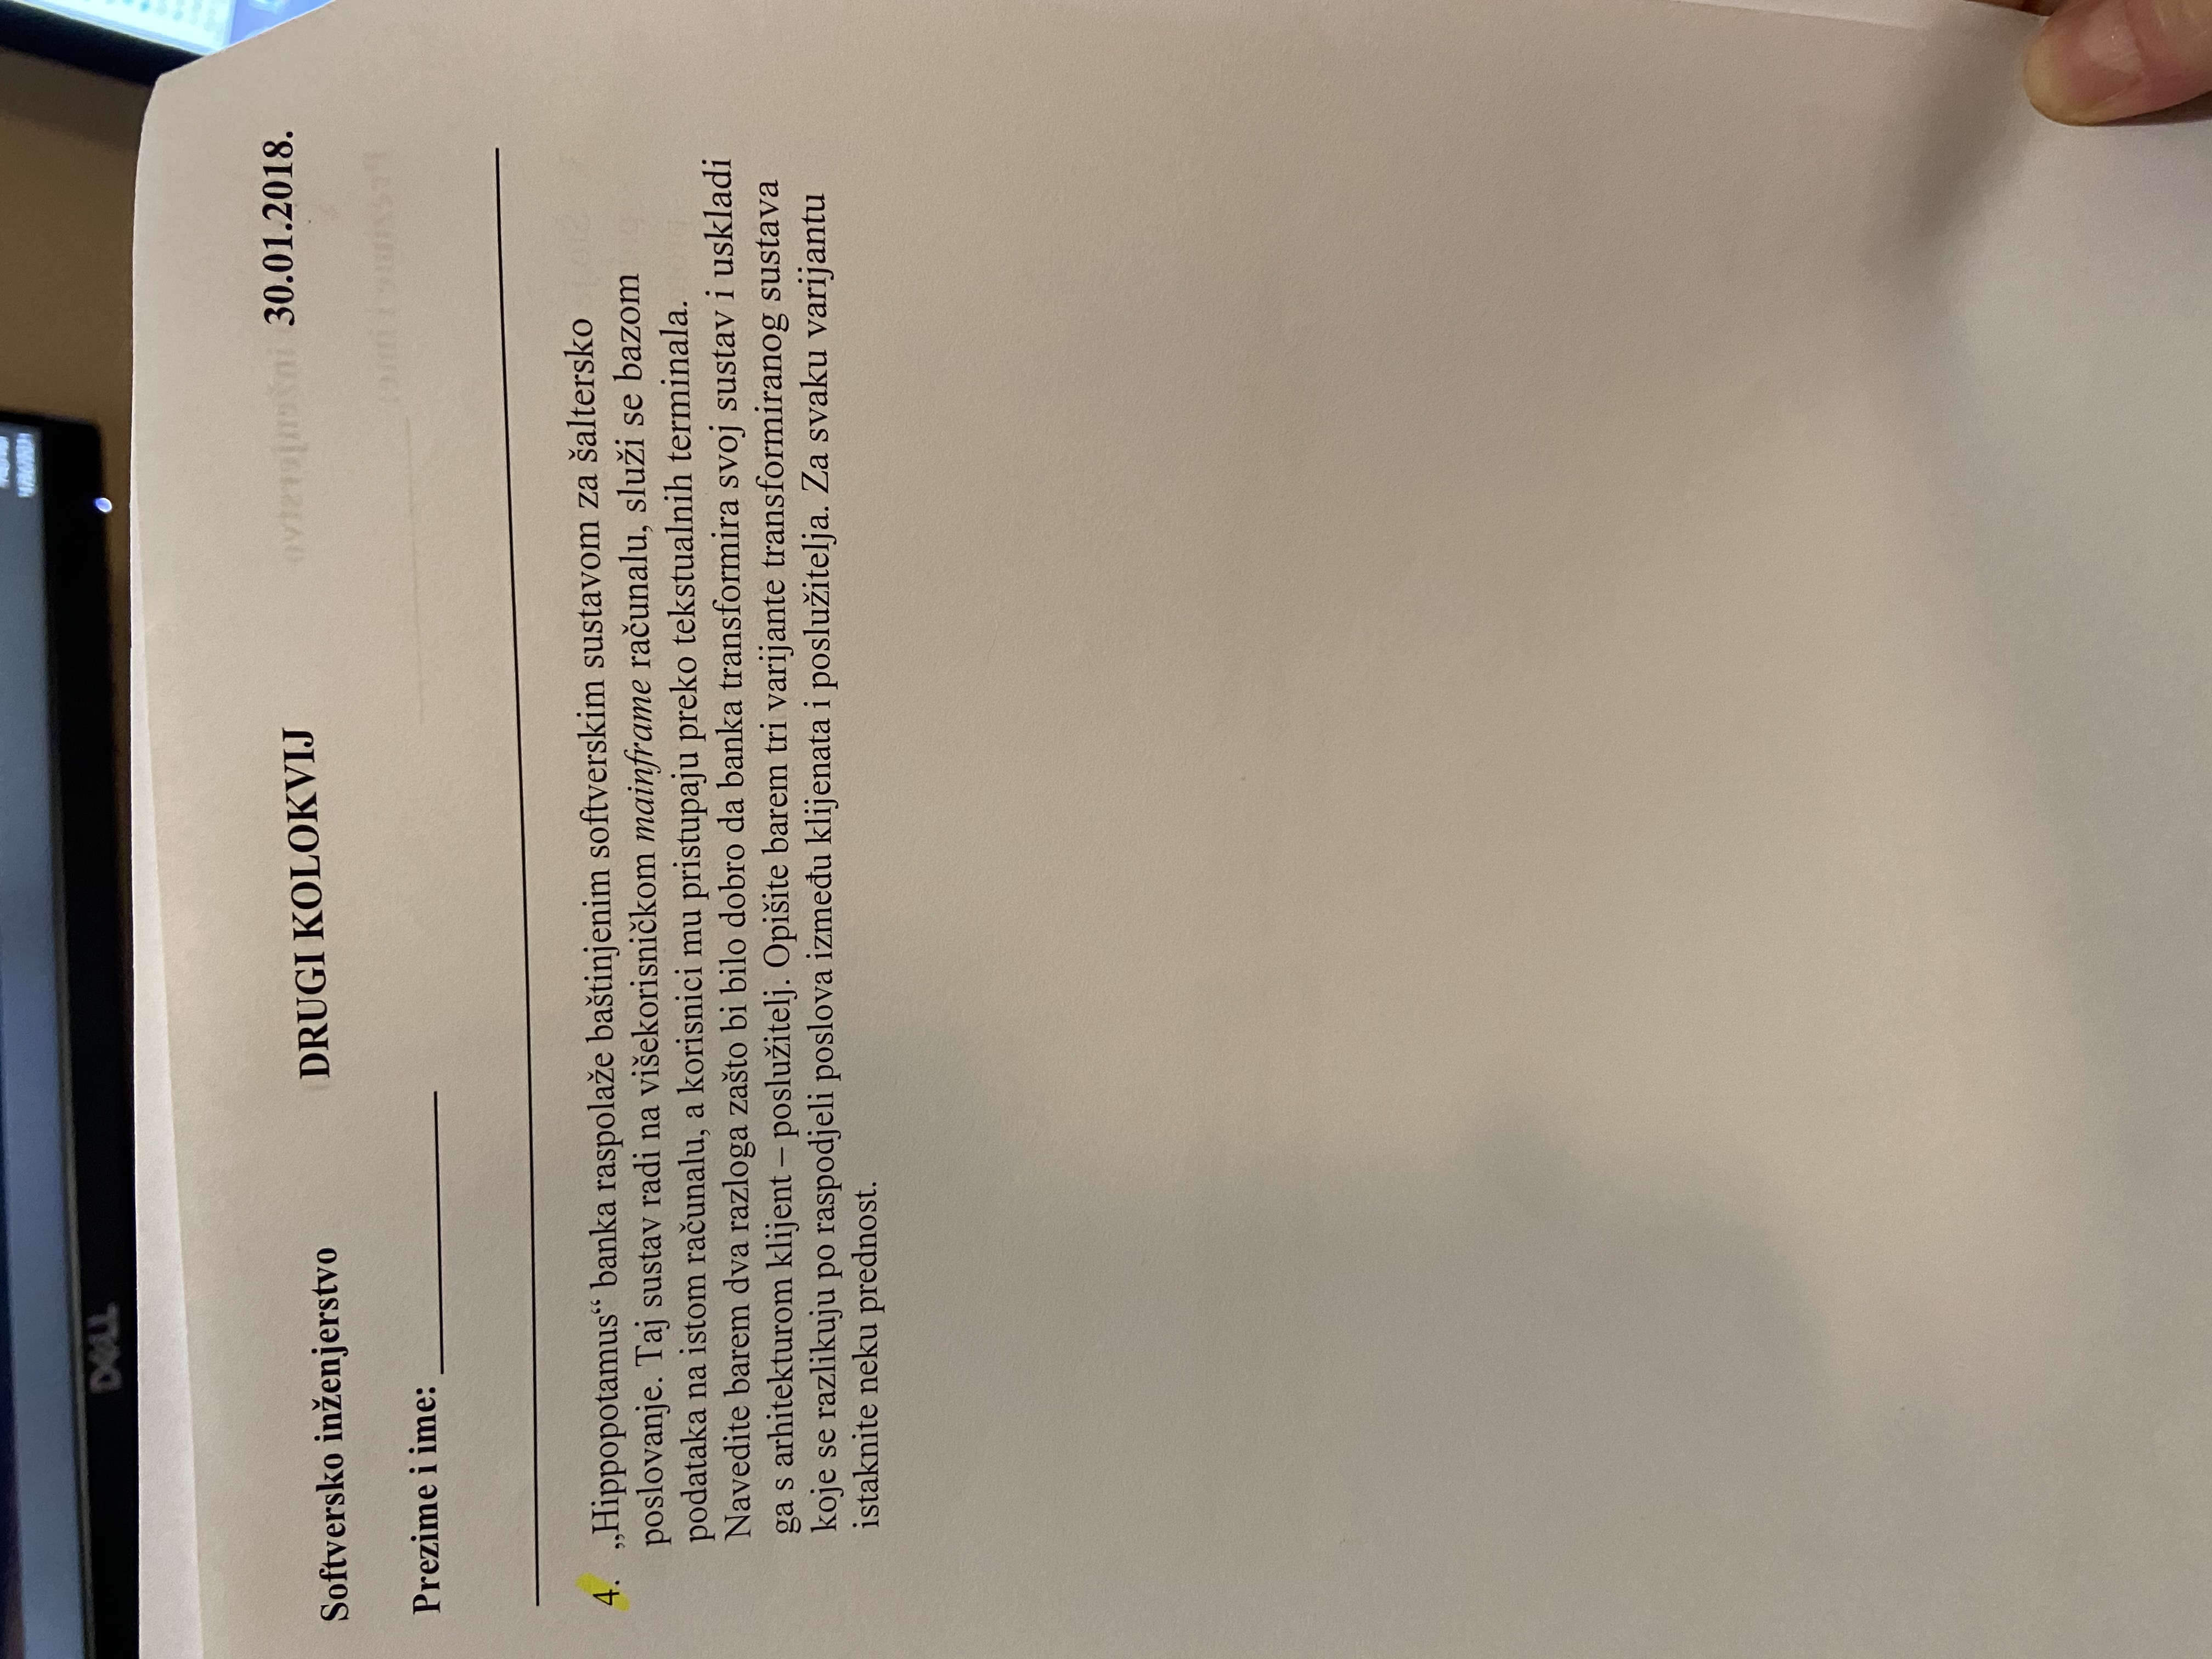 DELL
Softversko inženjerstvo DRUGI KOLOKVIJ 30.01.2018.
Prezime i ime: ____________
4. „Hippopotamus“ banka raspolaže baštinjenim softverskim sustavom za šaltersko
poslovanje. Taj sustav radi na višekorisničkom mainframe računalu, služi se bazom
podataka na istom računalu, a korisnici mu pristupaju preko tekstualnih terminala.
Navedite barem dva razloga zašto bi bilo dobro da banka transformira svoj sustav i uskladi
ga s arhitekturom klijent – poslužitelj. Opišite barem tri varijante transformiranog sustava
koje se razlikuju po raspodjeli poslova između klijenata i poslužitelja. Za svaku varijantu
istaknite neku prednost.